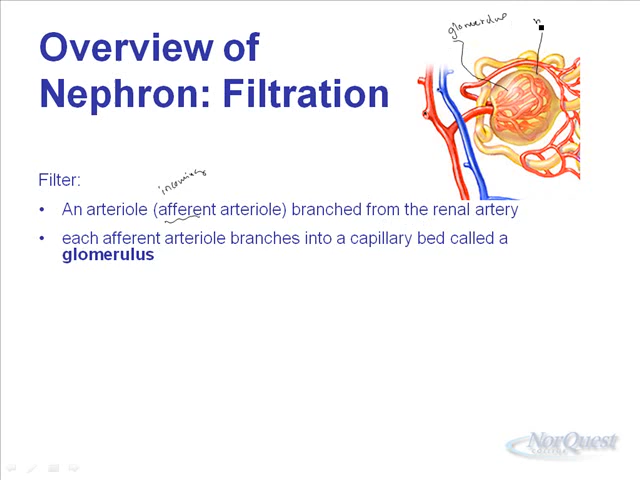 glomerulus
Overview of
Nephron: Filtration
Filter:
incoming
• An arteriole (afferent arteriole) branched from the renal artery
• each afferent arteriole branches into a capillary bed called a
glomerulus
NorQuest
COLLEGE